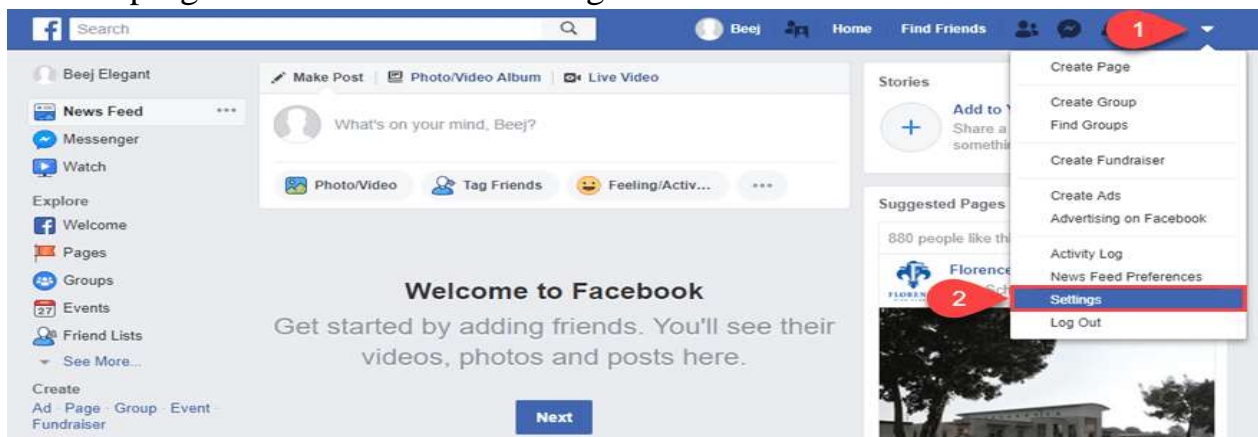 f Search Beej Home Find Friends 1
Beej Elegant
News Feed
Messenger
Watch
Explore
Welcome
Pages
Groups
27 Events
Friend Lists
See More...
Create
Ad · Page · Group · Event ·
Fundraiser
Make Post Photo/Video Album Live Video
What's on your mind, Beej?
Photo/Video Tag Friends Feeling/Activ...
Welcome to Facebook
Get started by adding friends. You'll see their
videos, photos and posts here.
Next
Stories
Add to
Share a
Suggested Pages
880 people like
Florence
Create Page
Create Group
Find Groups
Create Fundraiser
Create Ads
Advertising on Facebook
Activity Log
News Feed Preferences
2 Settings
Log Out